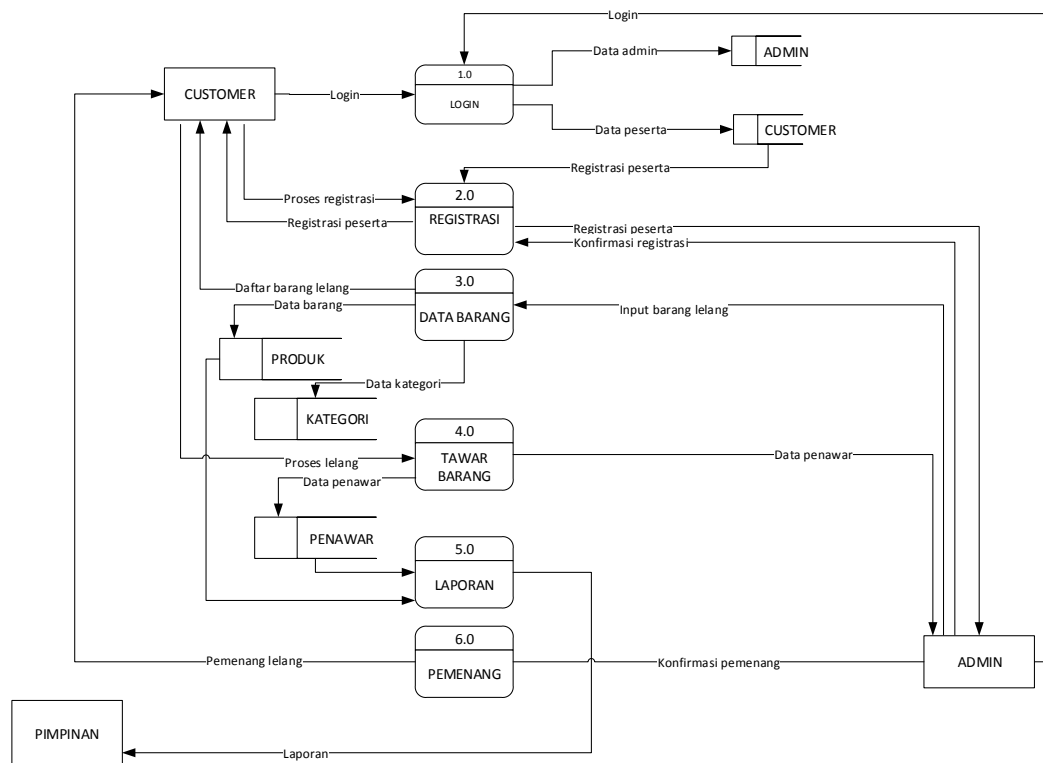 Login
Data admin
ADMIN
1.0
LOGIN
CUSTOMER
Login
Data peserta
CUSTOMER
Registrasi peserta
2.0
REGISTRASI
Proses registrasi
Registrasi peserta
Registrasi peserta
Konfirmasi registrasi
3.0
DATA BARANG
Daftar barang lelang
Data barang
Input barang lelang
PRODUK
Data kategori
KATEGORI
4.0
TAWAR
BARANG
Proses lelang
Data penawar
Data penawar
PENAWAR
5.0
LAPORAN
6.0
PEMENANG
Pemenang lelang
Konfirmasi pemenang
ADMIN
PIMPINAN
Laporan